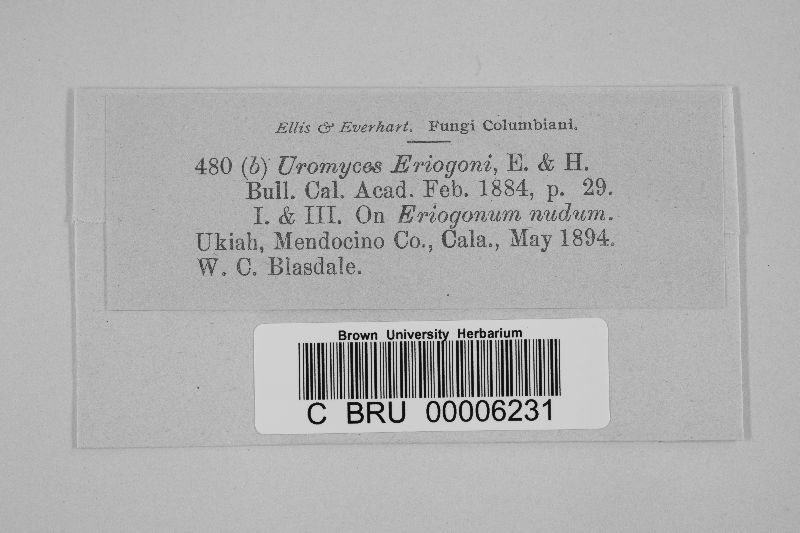 Ellis & Everhart. Fungi Columbiani.
480 (b) Uromyces Eriogoni, E. & H.
Bull. Cal. Acad. Feb. 1884, p. 29.
I. & III. On Eriogonum nudum.
Ukiah, Mendocino Co., Cala., May 1894.
W. C. Blasdale.
Brown University Herbarium
C BRU 00006231